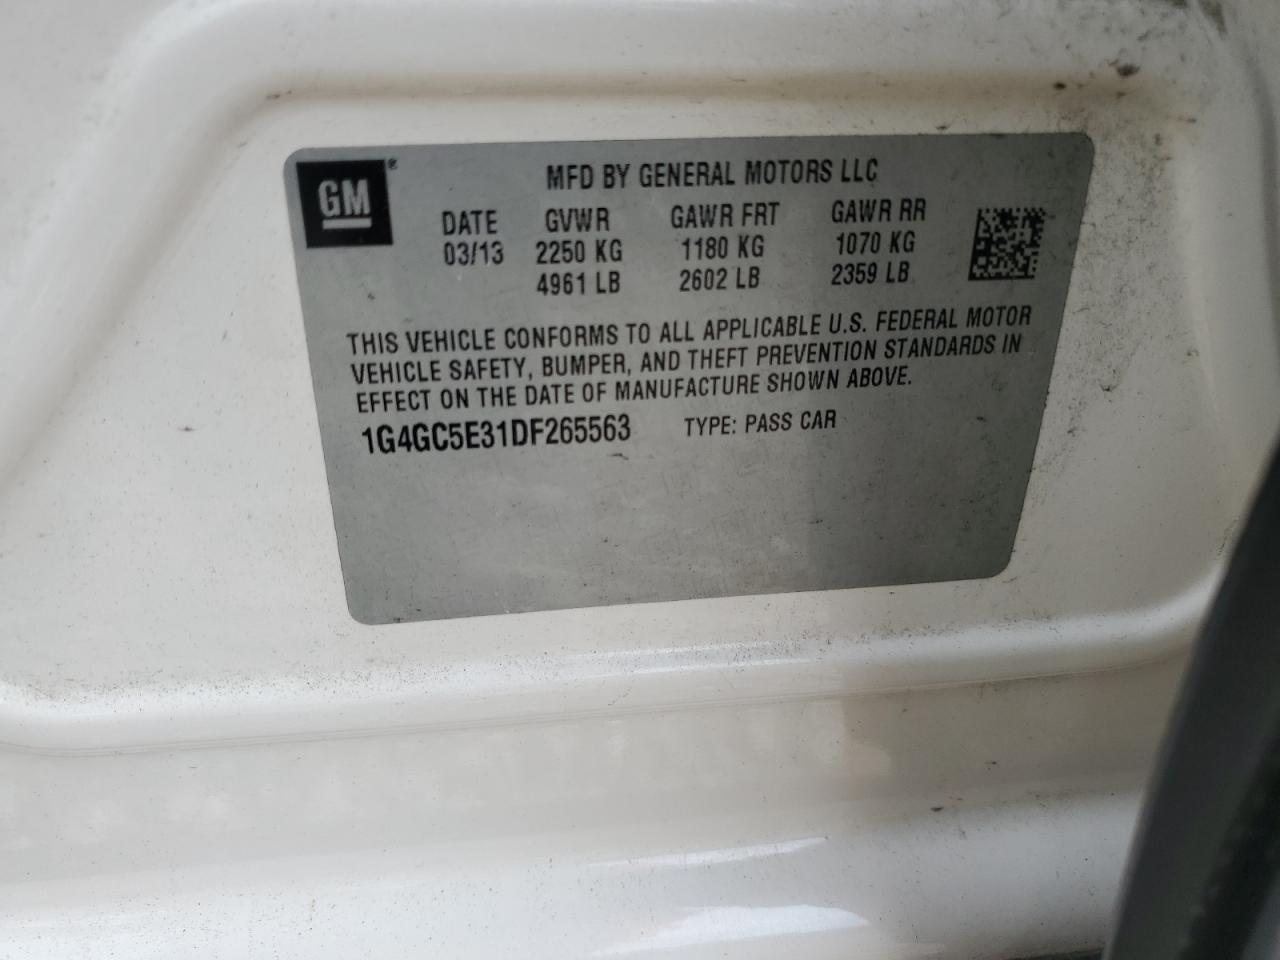 GM®
MFD BY GENERAL MOTORS LLC
DATE GVWR GAWR FRT GAWR RR
03/13 2250 KG 1180 KG 1070 KG
4961 LB 2602 LB 2359 LB
THIS VEHICLE CONFORMS TO ALL APPLICABLE U.S. FEDERAL MOTOR
VEHICLE SAFETY, BUMPER, AND THEFT PREVENTION STANDARDS IN
EFFECT ON THE DATE OF MANUFACTURE SHOWN ABOVE.
1G4GC5E31DF265563 TYPE: PASS CAR